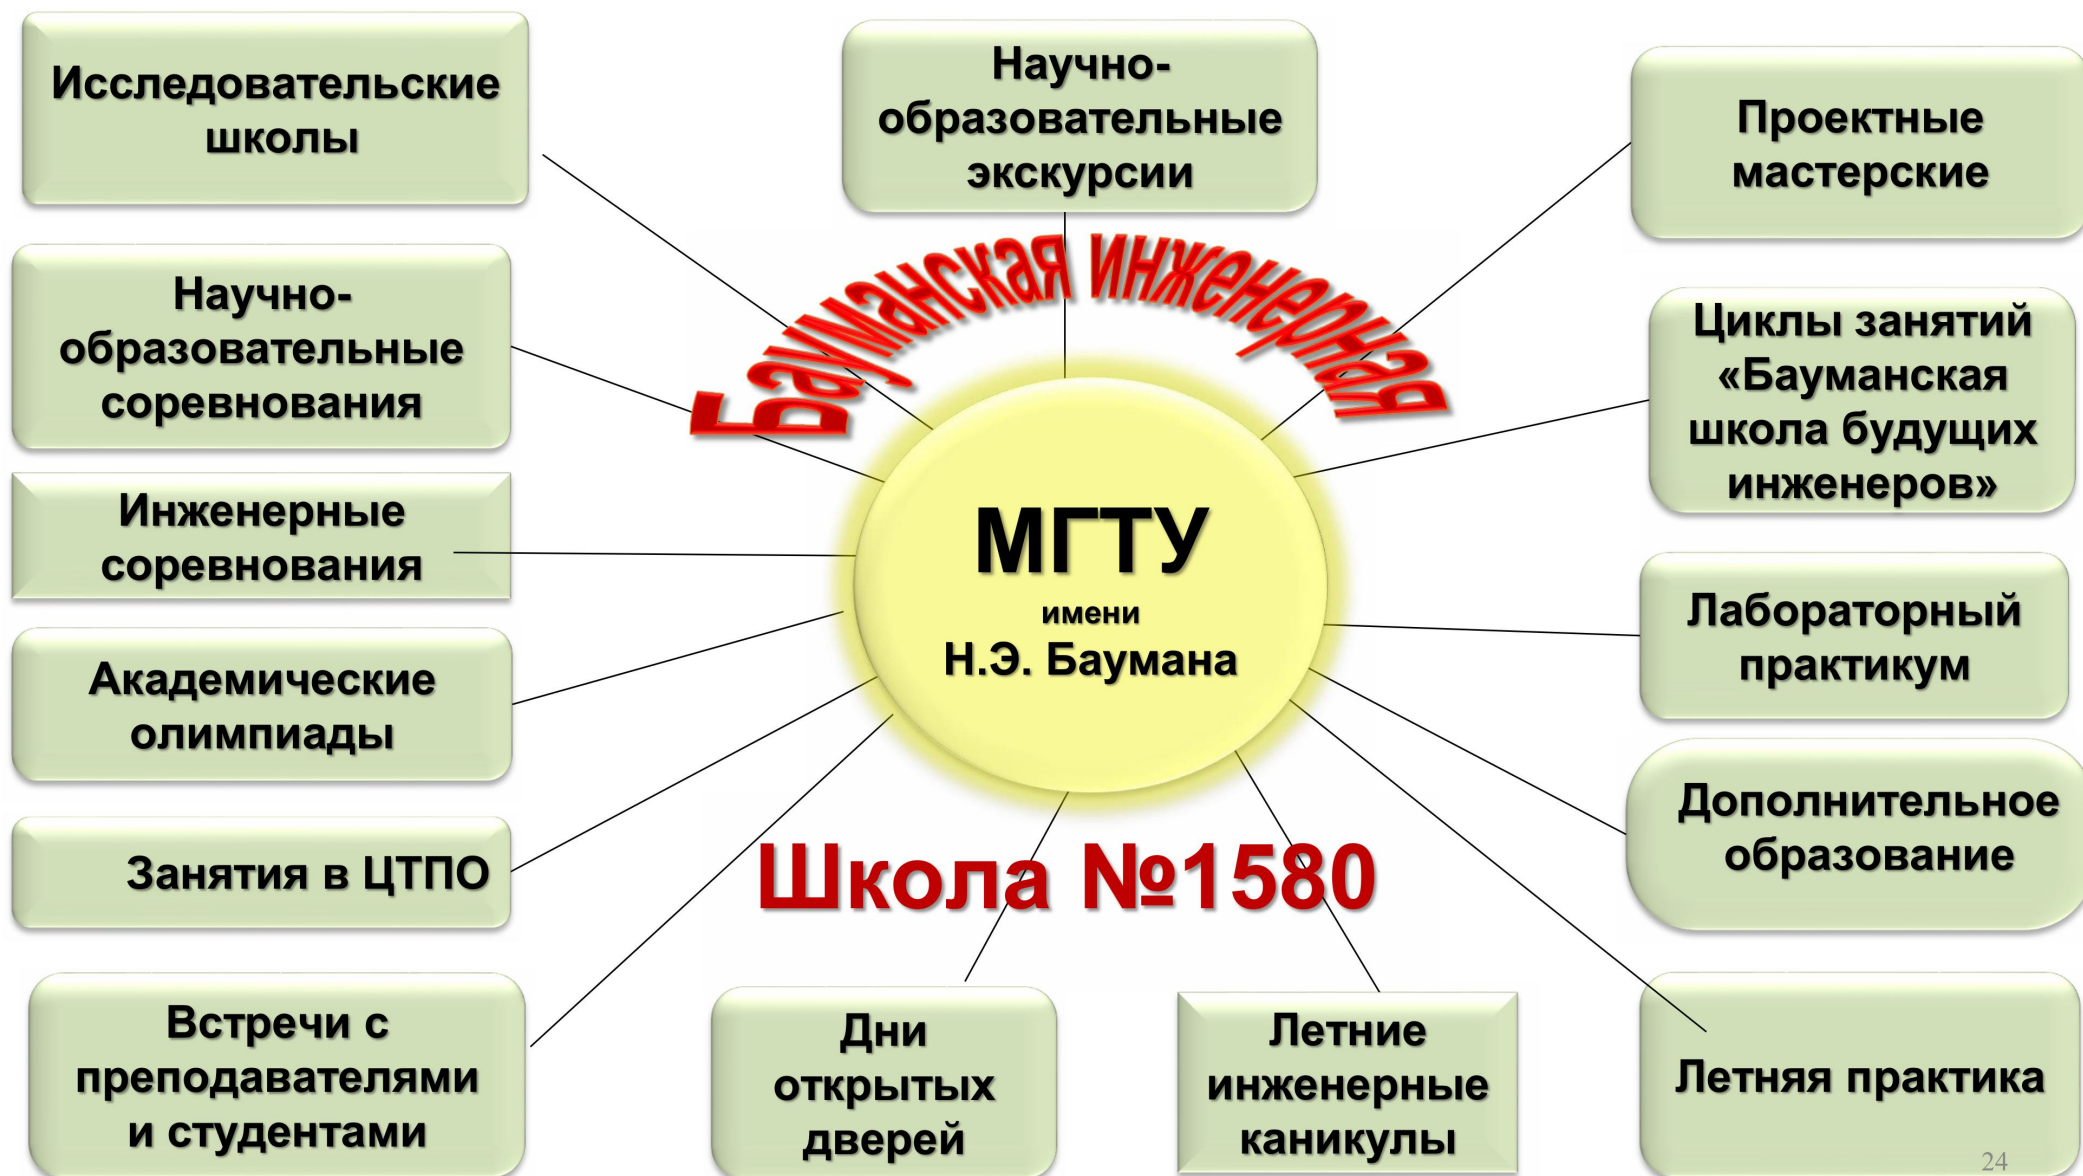 Исследовательские
школы
Научно-
образовательные
экскурсии
Проектные
мастерские
Бауманская инженерная
Научно-
образовательные
соревнования
Циклы занятий
«Бауманская
школа будущих
инженеров»
Инженерные
соревнования
МГТУ
имени
Н.Э. Баумана
Лабораторный
практикум
Академические
олимпиады
Дополнительное
образование
Занятия в ЦТПО
Школа №1580
Встречи с
преподавателями
и студентами
Дни
открытых
дверей
Летние
инженерные
каникулы
Летняя практика
24